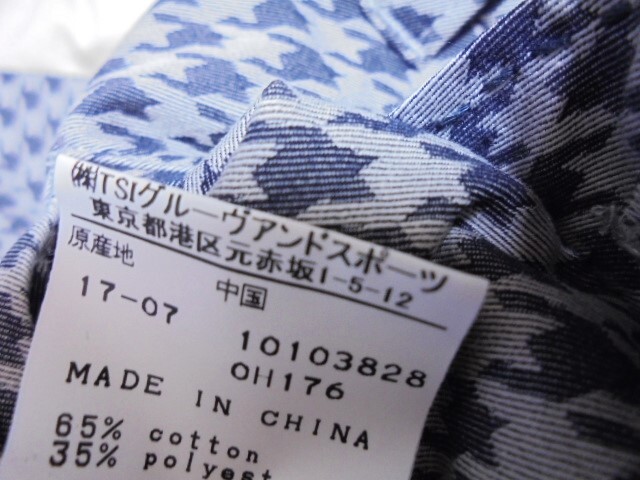 ㈱TSIグルーヴアンドスポーツ
東京都港区元赤坂1-5-12
原産地 中国
17-07 10103828
OH176
MADE IN CHINA
65% cotton
35% polyest